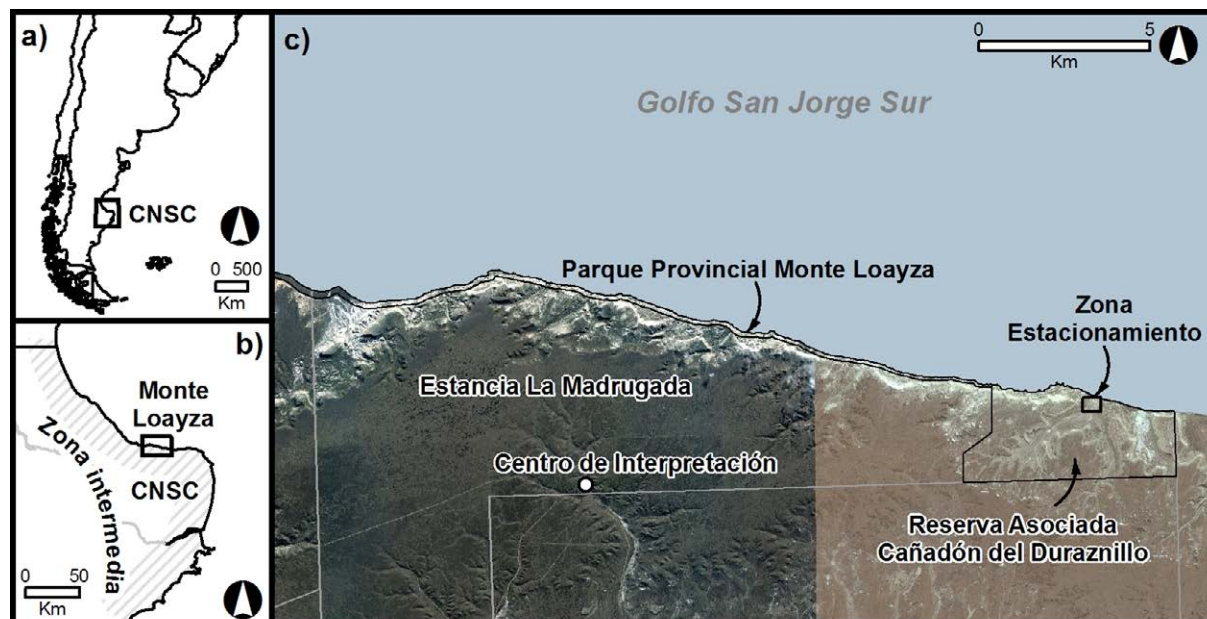 a)
CNSC
0 500
Km
b)
Monte
Loayza
Zona intermedia
CNSC
0 50
Km
c)
0 5
Km
Golfo San Jorge Sur
Parque Provincial Monte Loayza
Zona
Estacionamiento
Estancia La Madrugada
Centro de Interpretación
Reserva Asociada
Cañadón del Duraznillo